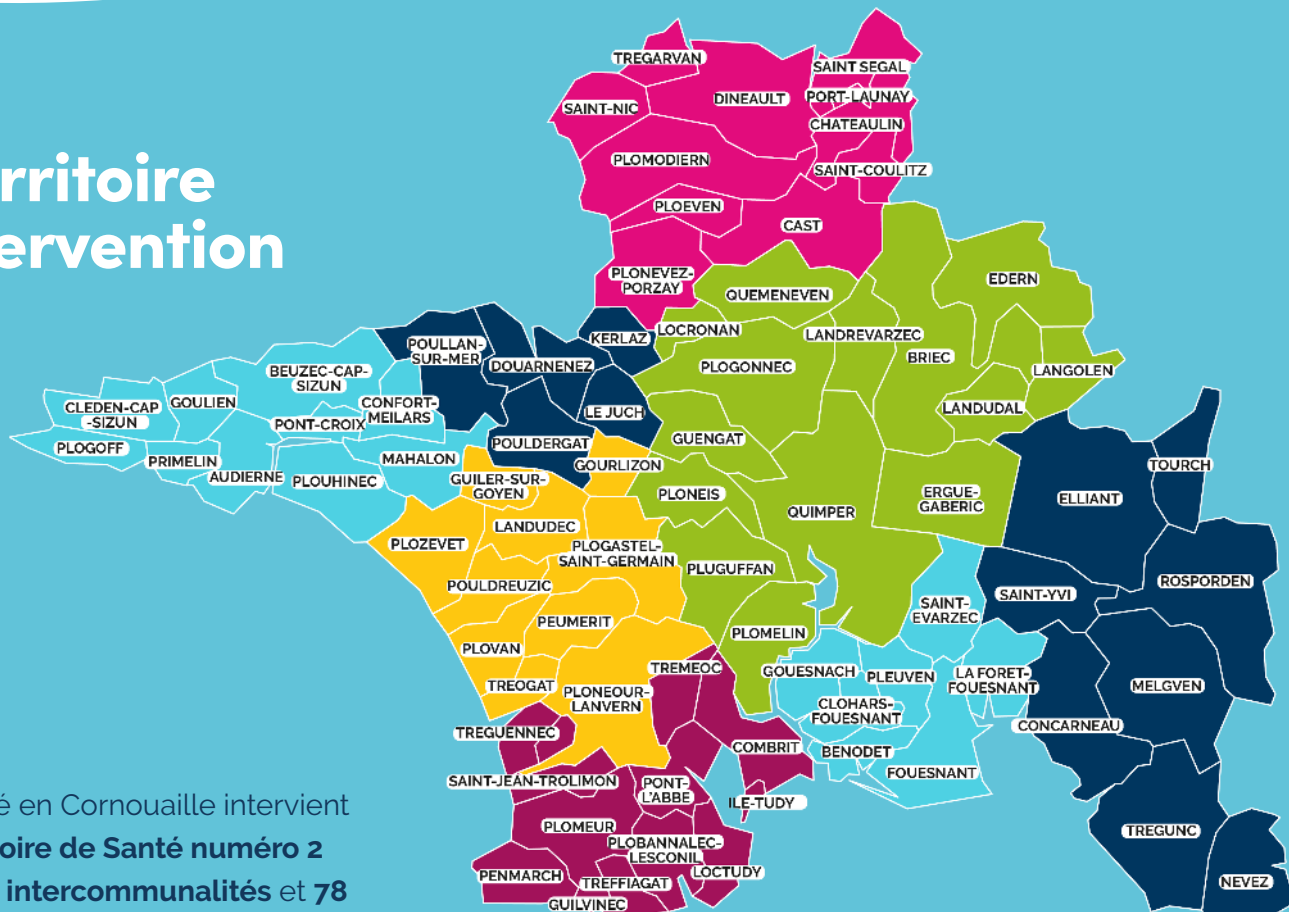 rritoire
ervention
TREGARVAN
SAINT SEGAL
SAINT-NIC
DINEAULT
PORT-LAUNAY
CHATEAULIN
PLOMODIERN
SAINT-COULITZ
PLOEVEN
CAST
PLONEVEZ-
PORZAY
QUEMENEVEN
EDERN
LOCRONAN
LANDREVARZEC
BRIEC
PLOGONNEC
LANGOLEN
LANDUDAL
KERLAZ
POULLAN-
SUR-MER
DOUARNENEZ
LE JUCH
POULDERGAT
BEUZEC-CAP-
SIZUN
CONFORT-
MEILARS
GOULIEN
CLEDEN-CAP
-SIZUN
PONT-CROIX
PLOGOFF
PRIMELIN
AUDIERNE
PLOUHINEC
MAHALON
GUENGAT
GOURLIZON
GUILER-SUR-
GOYEN
PLONEIS
QUIMPER
ERGUE-
GABERIC
ELLIANT
TOURCH
LANDUDEC
PLOZEVET
PLOGASTEL-
SAINT-GERMAIN
PLUGUFFAN
POULDREUZIC
ROSPORDEN
SAINT-YVI
SAINT-
EVARZEC
PEUMERIT
PLOMELIN
PLOVAN
TREMEOC
GOUESNACH
PLEUVEN
LA FORET-
FOUESNANT
MELGVEN
TREOGAT
PLONEOUR-
LANVERN
CLOHARS-
FOUESNANT
CONCARNEAU
TREGUENNEC
COMBRIT
BENODET
FOUESNANT
SAINT-JEAN-TROLIMON
PONT-
L'ABBE
ILE-TUDY
PLOMEUR
PLOBANNALEC-
LESCONIL
TREGUNC
PENMARCH
TREFFIAGAT
LOCTUDY
GUILVINEC
NEVEZ
é en Cornouaille intervient
oire de Santé numéro 2
intercommunalités et 78